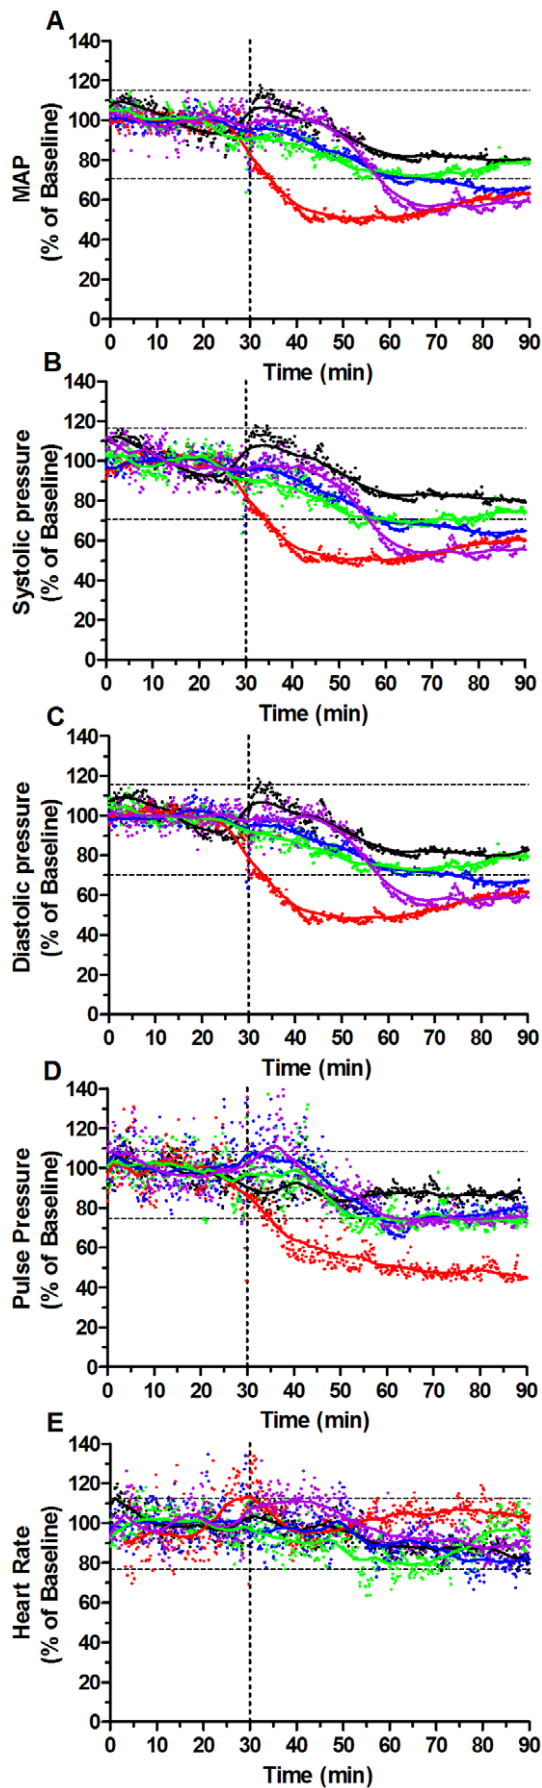 A
MAP
(% of Baseline)
140
120
100
80
60
40
20
0
0 10 20 30 40 50 60 70 80 90
Time (min)
B
Systolic pressure
(% of Baseline)
140
120
100
80
60
40
20
0
0 10 20 30 40 50 60 70 80 90
Time (min)
C
Diastolic pressure
(% of Baseline)
140
120
100
80
60
40
20
0
0 10 20 30 40 50 60 70 80 90
Time (min)
D
Pulse Pressure
(% of Baseline)
140
120
100
80
60
40
20
0
0 10 20 30 40 50 60 70 80 90
Time (min)
E
Heart Rate
(% of Baseline)
140
120
100
80
60
40
20
0
0 10 20 30 40 50 60 70 80 90
Time (min)